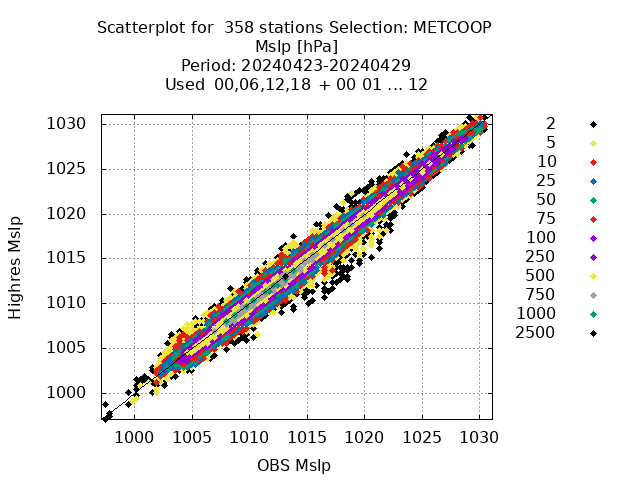 Scatterplot for  358 stations Selection: METCOOP
Mslp [hPa]
Period: 20240423-20240429
Used  00,06,12,18  + 00 01 ... 12
Highres Mslp
1030
1025
1020
1015
1010
1005
1000
1000 1005 1010 1015 1020 1025 1030
OBS Mslp
2
5
10
25
50
75
100
250
500
750
1000
2500